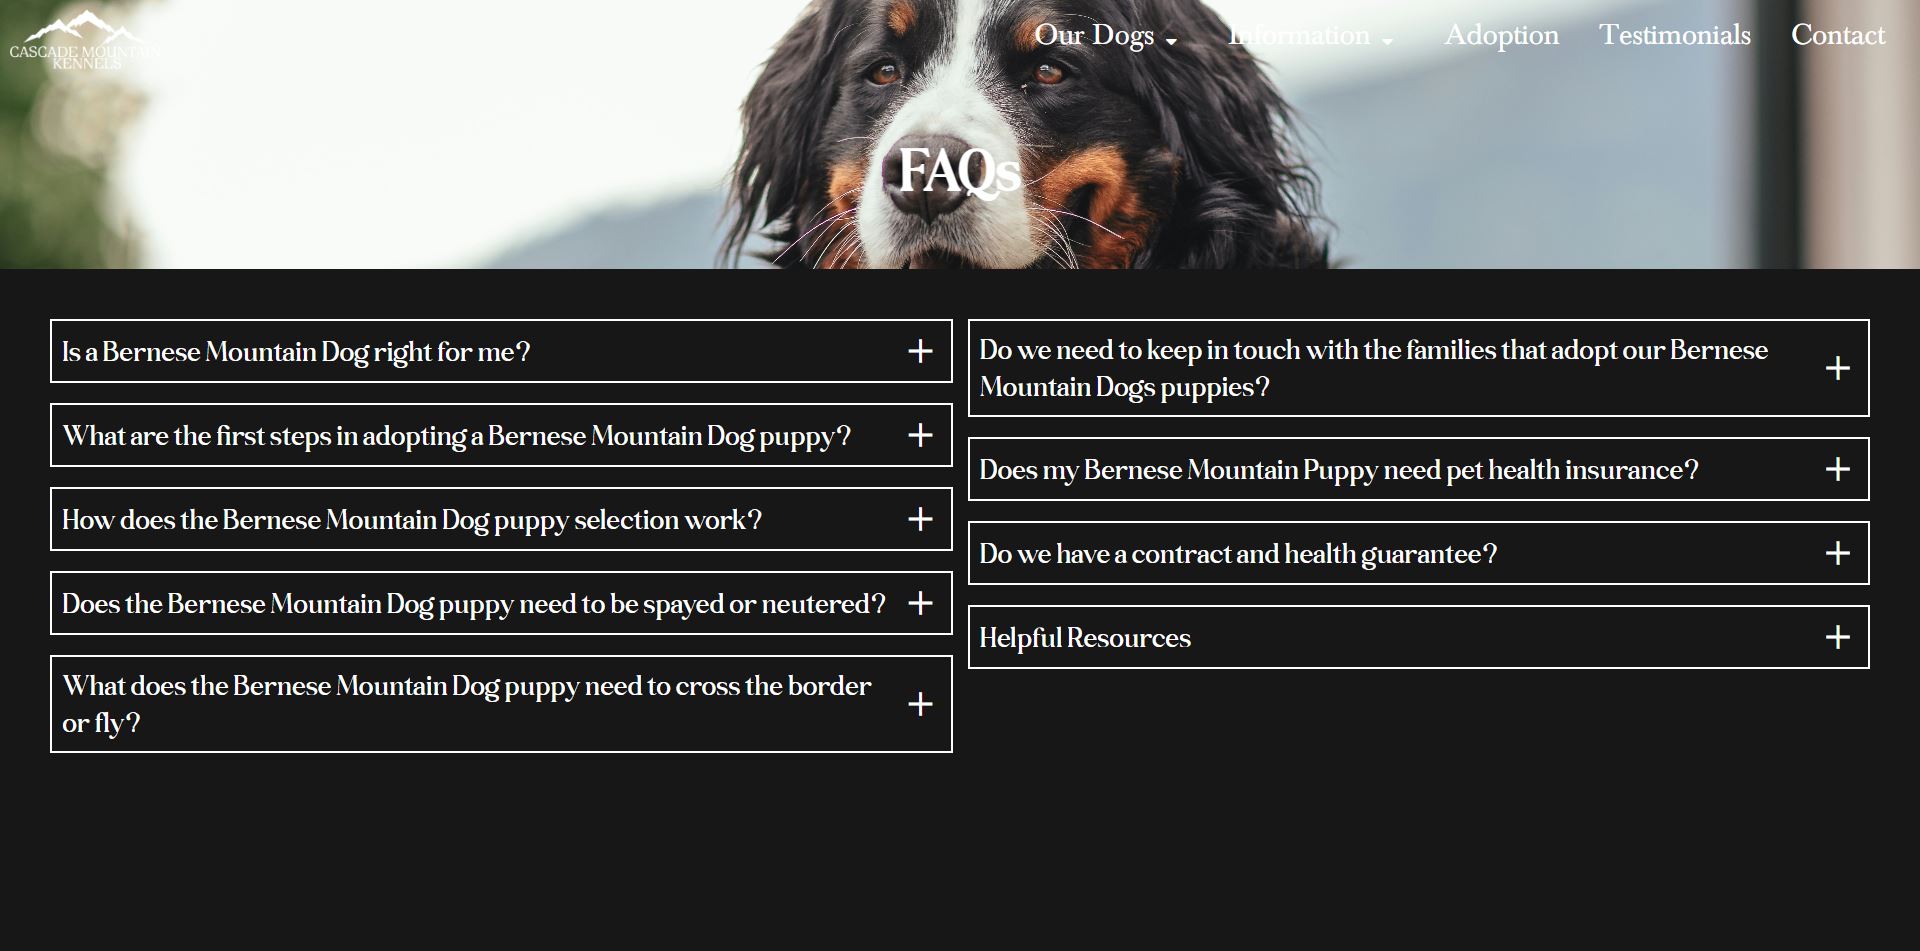 CASCADE MOUNTAIN
KENNELS
Our Dogs
Information
Adoption
Testimonials
Contact
FAQs
Is a Bernese Mountain Dog right for me?
What are the first steps in adopting a Bernese Mountain Dog puppy?
How does the Bernese Mountain Dog puppy selection work?
Does the Bernese Mountain Dog puppy need to be spayed or neutered?
What does the Bernese Mountain Dog puppy need to cross the border
or fly?
Do we need to keep in touch with the families that adopt our Bernese
Mountain Dogs puppies?
Does my Bernese Mountain Puppy need pet health insurance?
Do we have a contract and health guarantee?
Helpful Resources